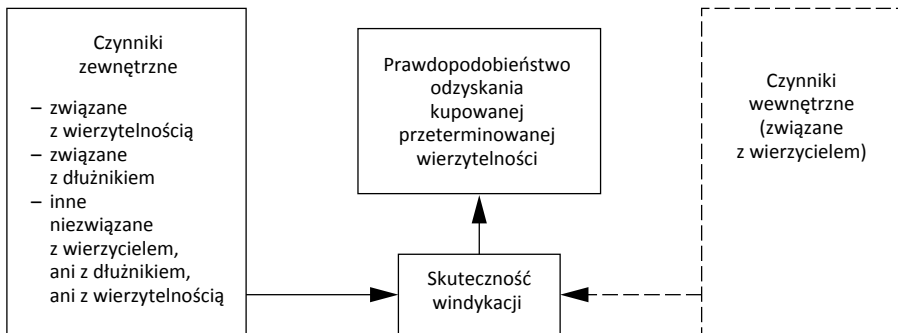 Czynniki
zewnętrzne
– związane
z wierzytelnością
– związane
z dłużnikiem
– inne
niezwiązane
z wierzycielem,
ani z dłużnikiem,
ani z wierzytelnością
Prawdopodobieństwo
odzyskania
kupowanej
przeterminowanej
wierzytelności
Skuteczność
windykacji
Czynniki
wewnętrzne
(związane
z wierzycielem)